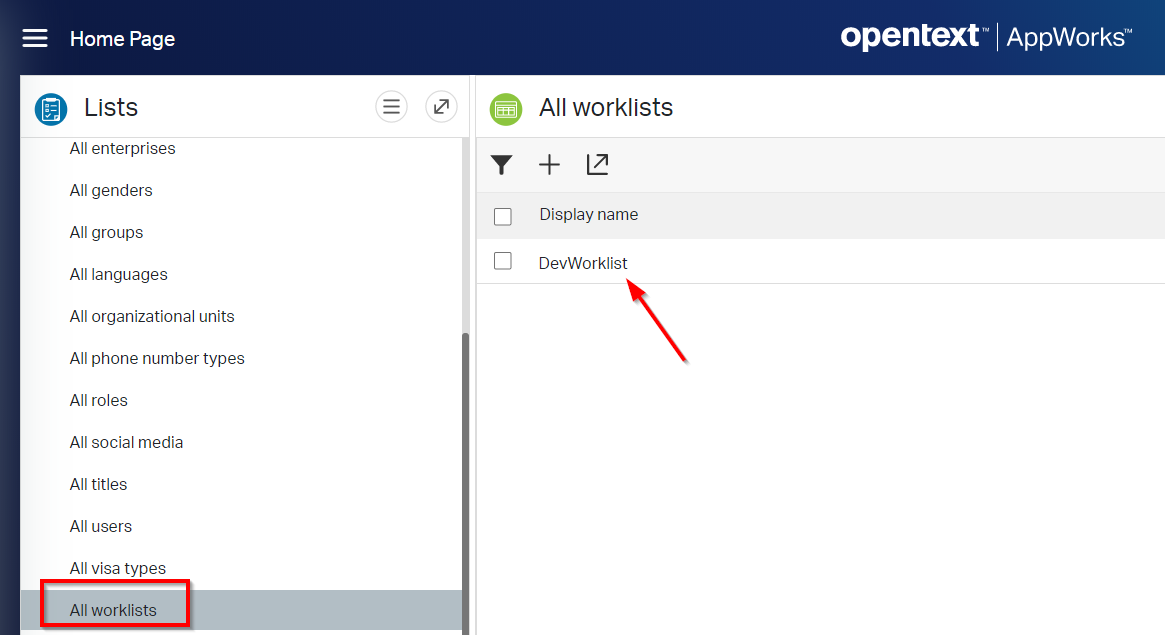 Home Page
opentext™ | AppWorks™
Lists
All enterprises
All genders
All groups
All languages
All organizational units
All phone number types
All roles
All social media
All titles
All users
All visa types
All worklists
All worklists
Display name
DevWorklist